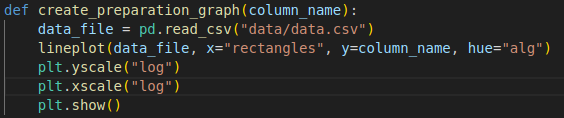 def create_preparation_graph(column_name):
    data_file = pd.read_csv("data/data.csv")
    lineplot(data_file, x="rectangles", y=column_name, hue="alg")
    plt.yscale("log")
    plt.xscale("log")
    plt.show()